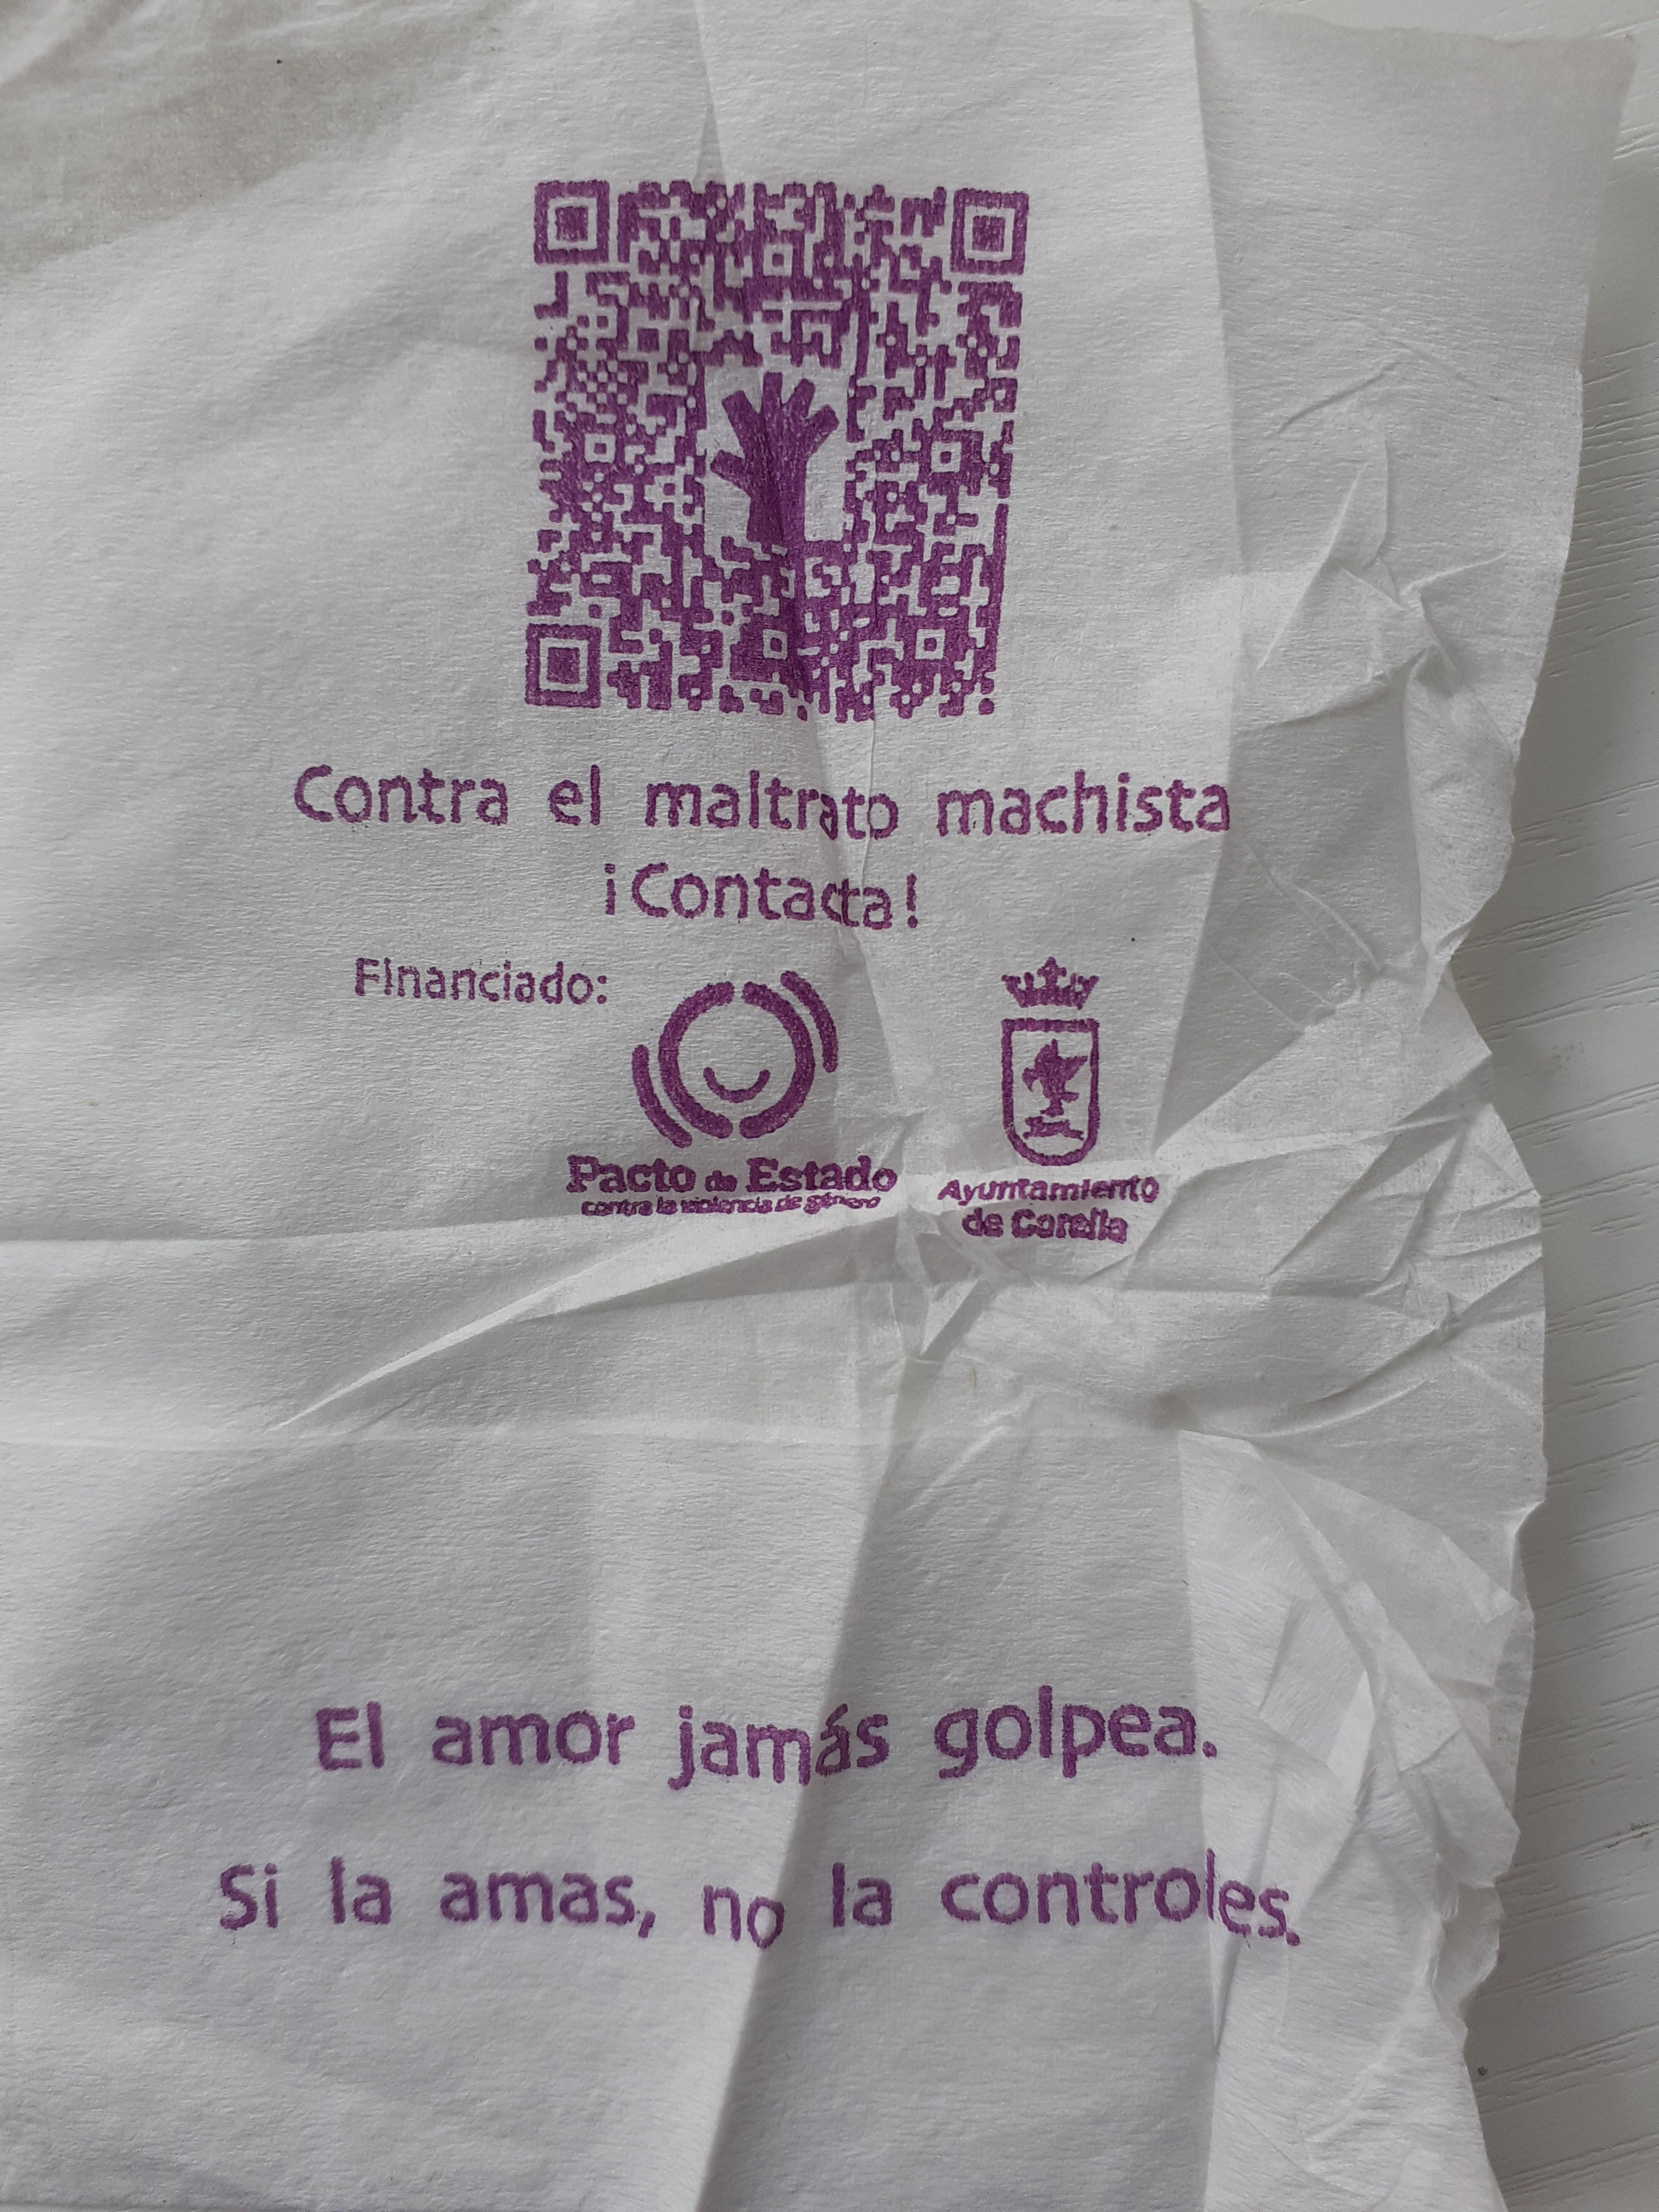 Contra el maltrato machista
¡Contacta!
Financiado:
Pacto de Estado
contra la violencia de género
Ayuntamiento
de Corella
El amor jamás golpea.
Si la amas, no la controles.